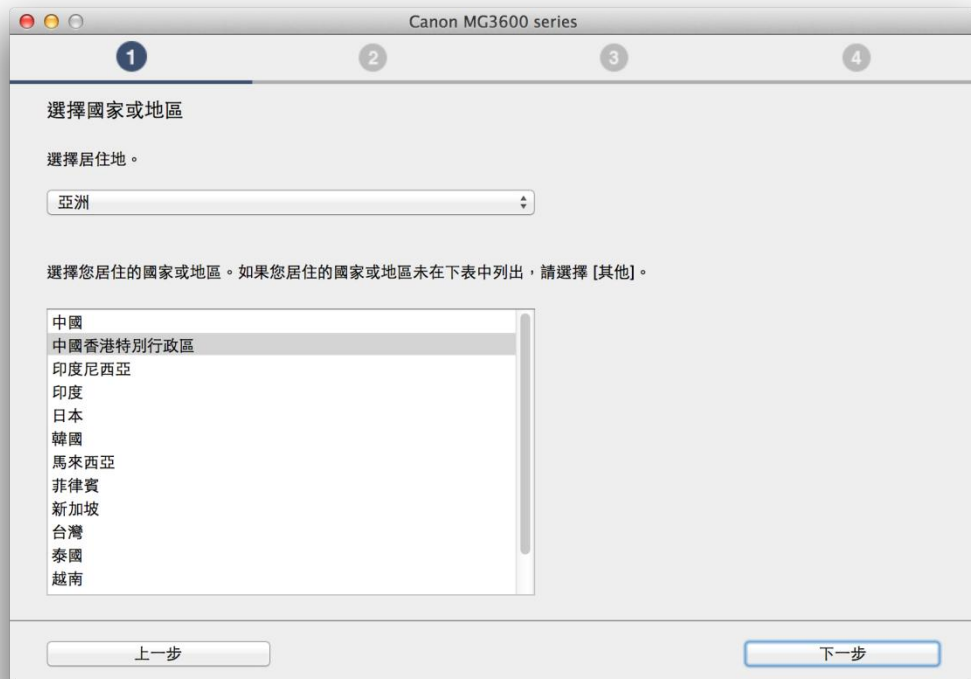 Canon MG3600 series
1 2 3 4
選擇國家或地區
選擇居住地。
亞洲
選擇您居住的國家或地區。如果您居住的國家或地區未在下表中列出，請選擇 [其他]。
中國
中國香港特別行政區
印度尼西亞
印度
日本
韓國
馬來西亞
菲律賓
新加坡
台灣
泰國
越南
上一步 下一步